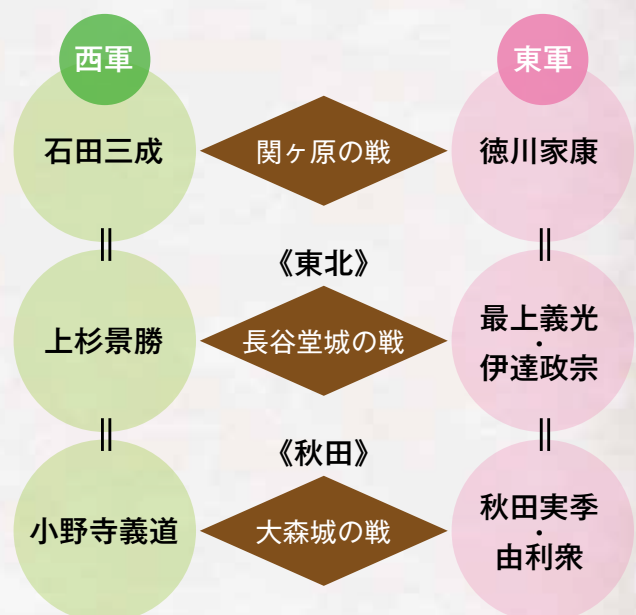 西軍
東軍
石田三成
関ヶ原の戦
徳川家康
《東北》
上杉景勝
長谷堂城の戦
最上義光
・
伊達政宗
《秋田》
小野寺義道
大森城の戦
秋田実季
・
由利衆